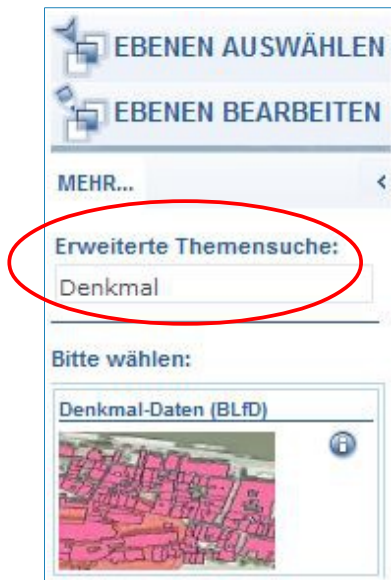 EBENEN AUSWÄHLEN
EBENEN BEARBEITEN
MEHR...
Erweiterte Themensuche:
Denkmal
Bitte wählen:
Denkmal-Daten (BLfD)